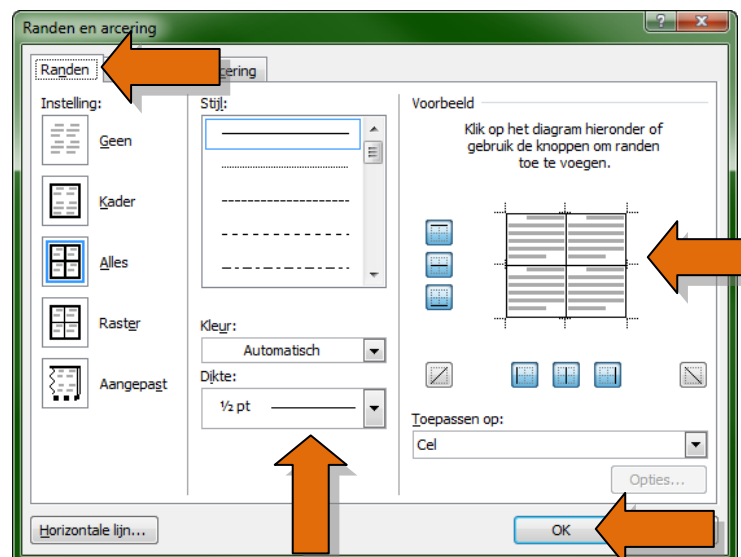 Randen en arcering
Randen
Instelling:
Geen
Kader
Alles
Raster
Aangepast
Stijl:
Kleur:
Automatisch
Dikte:
½ pt
Voorbeeld
Klik op het diagram hieronder of
gebruik de knoppen om randen
toe te voegen.
Toepassen op:
Cel
Opties...
Horizontale lijn...
OK